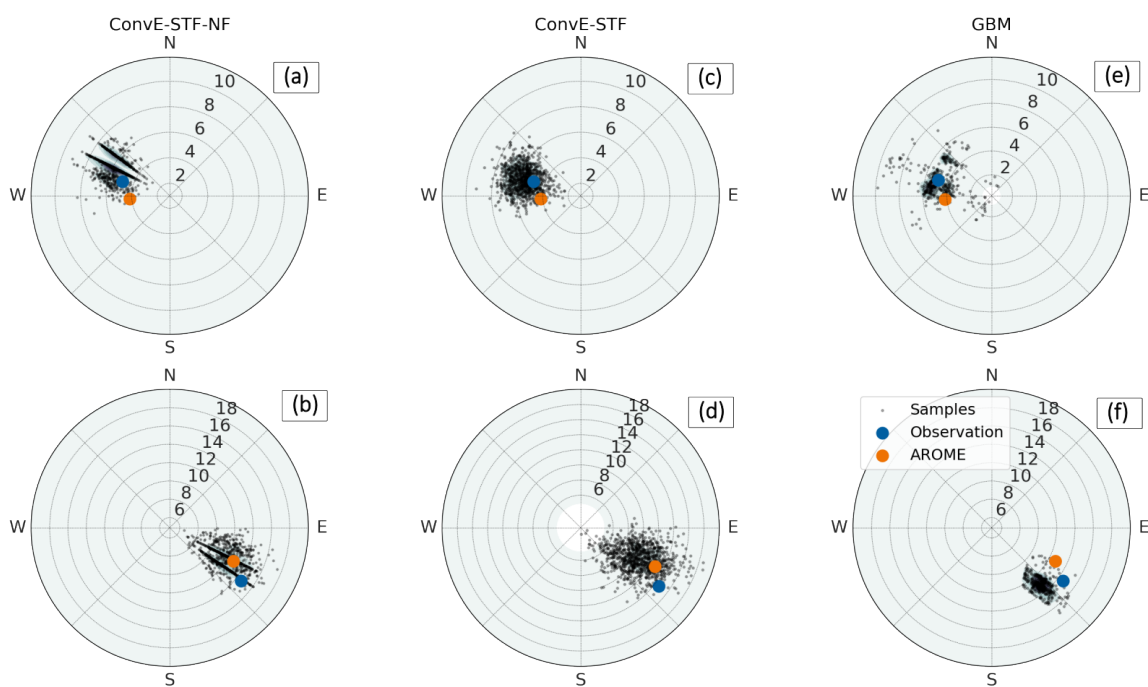 ConvE-STF-NF
N
(a)
10
8
6
4
2
W
E
S
ConvE-STF
N
(c)
10
8
6
4
2
W
E
S
GBM
N
(e)
10
8
6
4
2
W
E
S
N
(b)
18
16
14
12
10
8
6
W
E
S
N
(d)
18
16
14
12
10
8
6
W
E
S
N
(f)
Samples
Observation
AROME
18
16
14
12
10
8
6
W
E
S